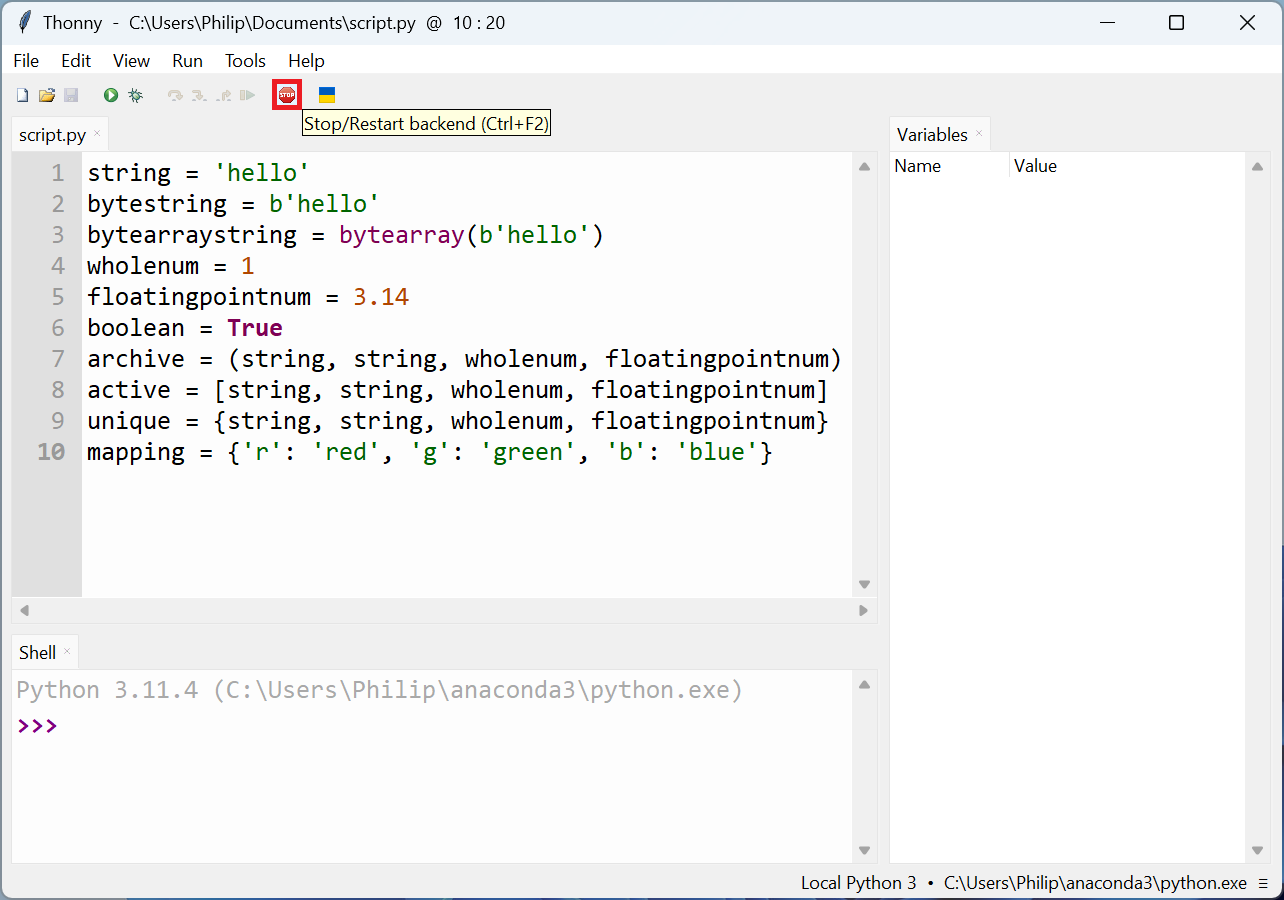 Thonny - C:\Users\Philip\Documents\script.py @ 10 : 20
File Edit View Run Tools Help
STOP
Stop/Restart backend (Ctrl+F2)
script.py ×
1 string = 'hello'
2 bytestring = b'hello'
3 bytearraystring = bytearray(b'hello')
4 wholenum = 1
5 floatingpointnum = 3.14
6 boolean = True
7 archive = (string, string, wholenum, floatingpointnum)
8 active = [string, string, wholenum, floatingpointnum]
9 unique = {string, string, wholenum, floatingpointnum}
10 mapping = {'r': 'red', 'g': 'green', 'b': 'blue'}
Shell ×
Python 3.11.4 (C:\Users\Philip\anaconda3\python.exe)
>>>
Variables ×
Name Value
Local Python 3 • C:\Users\Philip\anaconda3\python.exe ≡